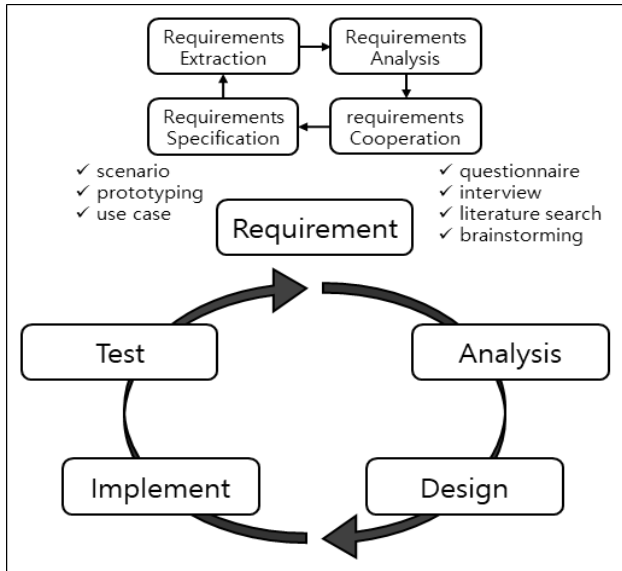 Requirements
Extraction
Requirements
Analysis
Requirements
Specification
requirements
Cooperation
✓ scenario
✓ prototyping
✓ use case
✓ questionnaire
✓ interview
✓ literature search
✓ brainstorming
Requirement
Test
Analysis
Implement
Design